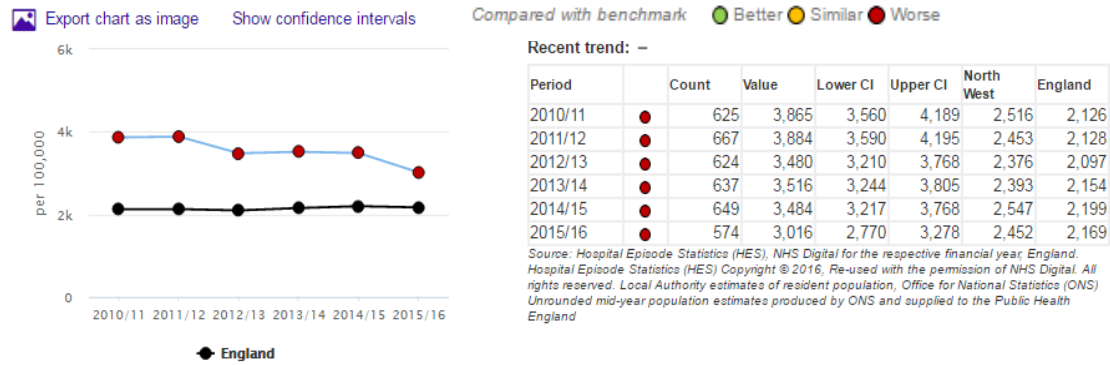 Export chart as image Show confidence intervals
6k
4k
2k
0
per 100,000
2010/11 2011/12 2012/13 2013/14 2014/15 2015/16
England
Compared with benchmark Better Similar Worse
Recent trend: –
Period Count Value Lower CI Upper CI North West England
2010/11 625 3,865 3,560 4,189 2,516 2,126
2011/12 667 3,884 3,590 4,195 2,453 2,128
2012/13 624 3,480 3,210 3,768 2,376 2,097
2013/14 637 3,516 3,244 3,805 2,393 2,154
2014/15 649 3,484 3,217 3,768 2,547 2,199
2015/16 574 3,016 2,770 3,278 2,452 2,169
Source: Hospital Episode Statistics (HES), NHS Digital for the respective financial year, England.
Hospital Episode Statistics (HES) Copyright © 2016, Re-used with the permission of NHS Digital. All
rights reserved. Local Authority estimates of resident population, Office for National Statistics (ONS)
Unrounded mid-year population estimates produced by ONS and supplied to the Public Health
England